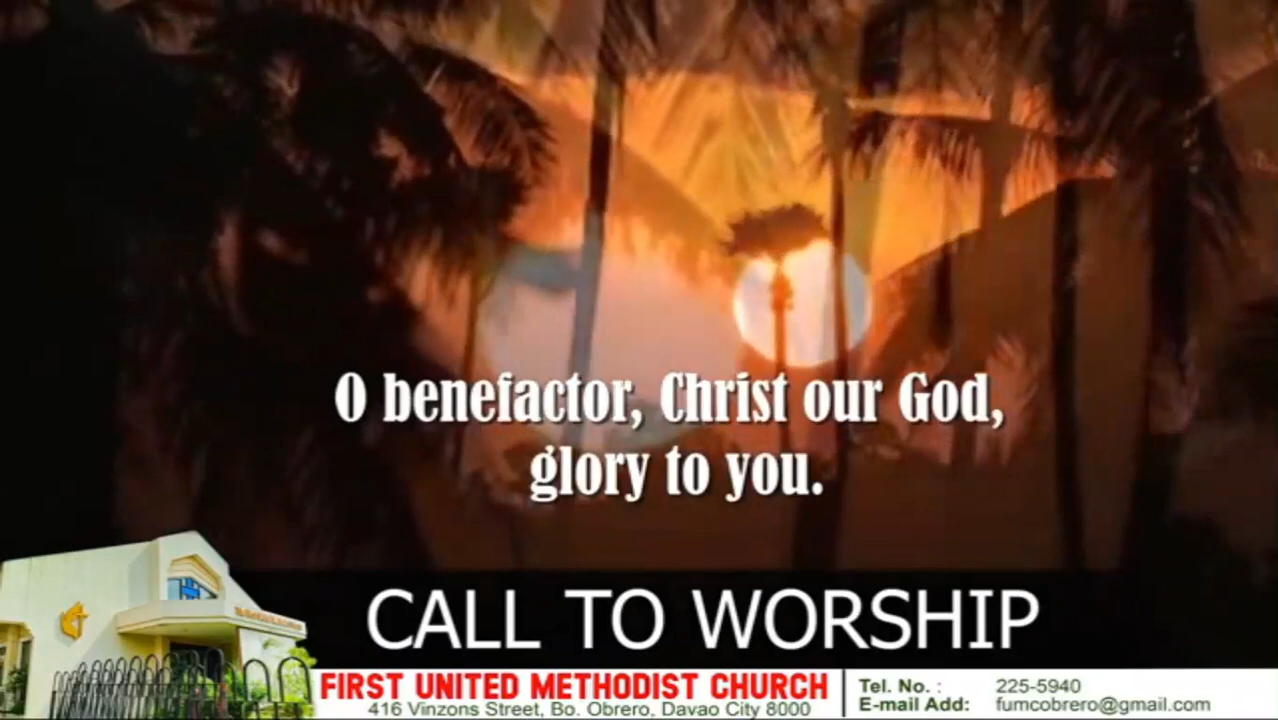 O benefactor, Christ our God,
glory to you.
CALL TO WORSHIP
FIRST UNITED METHODIST CHURCH
416 Vinzons Street, Bo. Obrero, Davao City 8000
Tel. No. : 225-5940
E-mail Add: fumcobrero@gmail.com